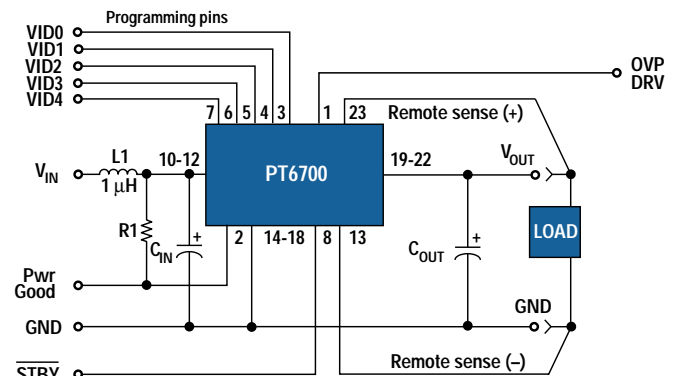 Programming pins
VID0
VID1
VID2
VID3
VID4
OVP
DRV
7 6 5 4 3 1 23 Remote sense (+)
L1
10-12
19-22
VOUT
VIN
1 μH
PT6700
R1
CIN
+
2 14-18 8 13
COUT
+
LOAD
Pwr
Good
GND
GND
STBY
Remote sense (–)